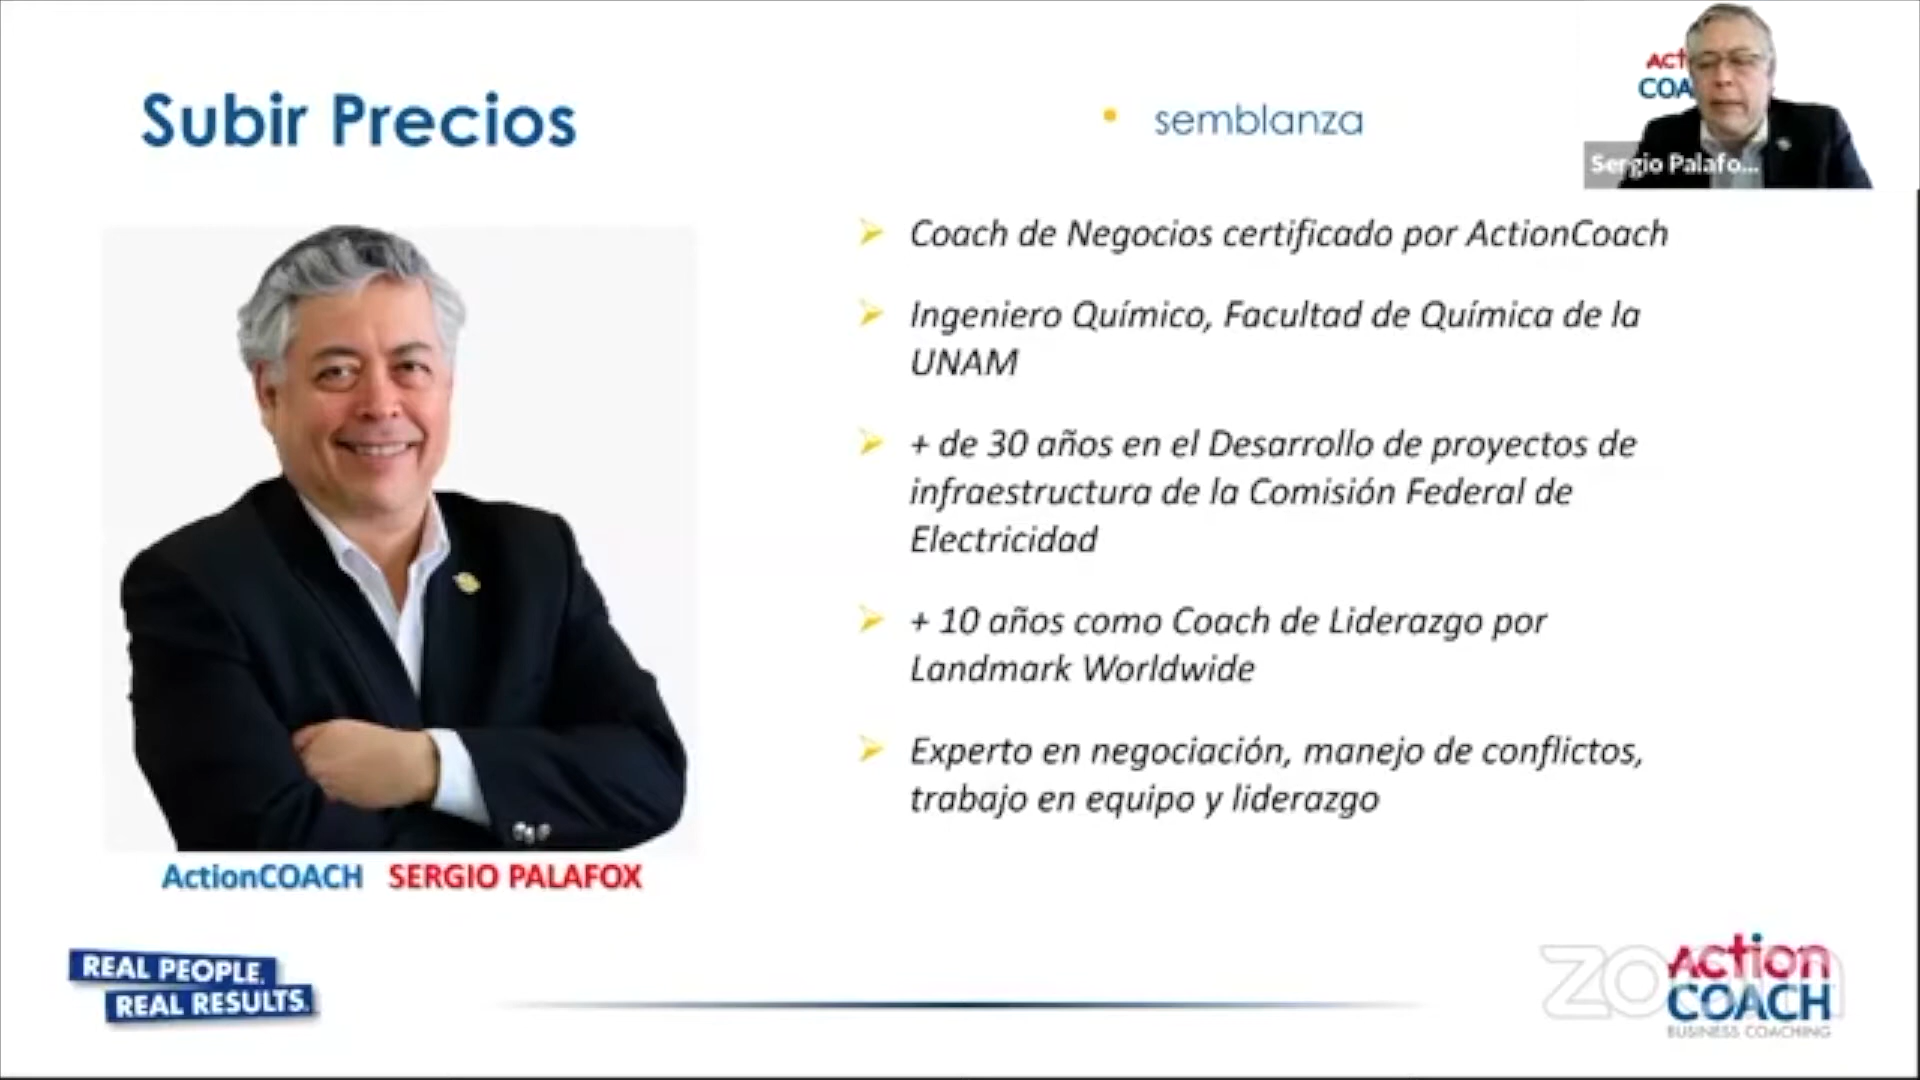 Subir Precios
• semblanza
ACT
COA
Sergio Palafo...
Coach de Negocios certificado por ActionCoach
Ingeniero Químico, Facultad de Química de la
UNAM
+ de 30 años en el Desarrollo de proyectos de
infraestructura de la Comisión Federal de
Electricidad
+ 10 años como Coach de Liderazgo por
Landmark Worldwide
Experto en negociación, manejo de conflictos,
trabajo en equipo y liderazgo
ActionCOACH SERGIO PALAFOX
REAL PEOPLE.
REAL RESULTS.
zoom
ACTion
COACH
BUSINESS COACHING